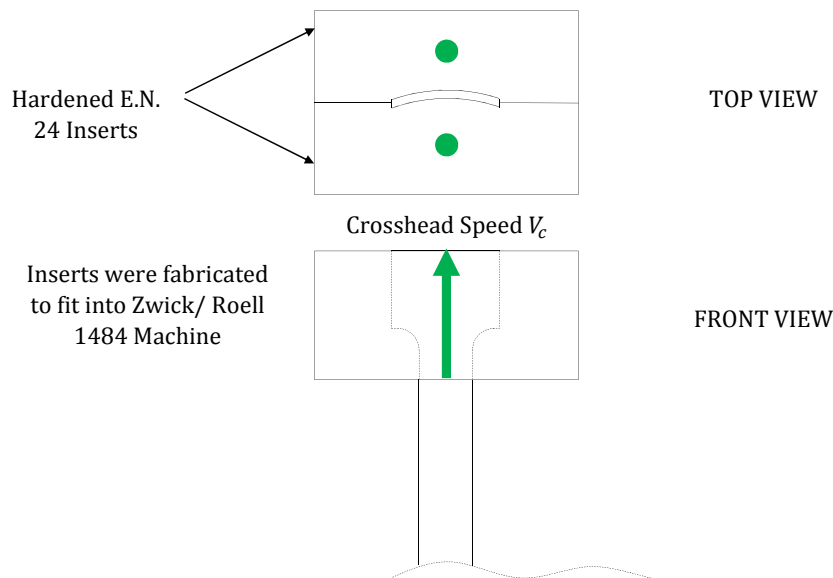 Hardened E.N.
24 Inserts
TOP VIEW
Crosshead Speed Vc
Inserts were fabricated
to fit into Zwick/ Roell
1484 Machine
FRONT VIEW